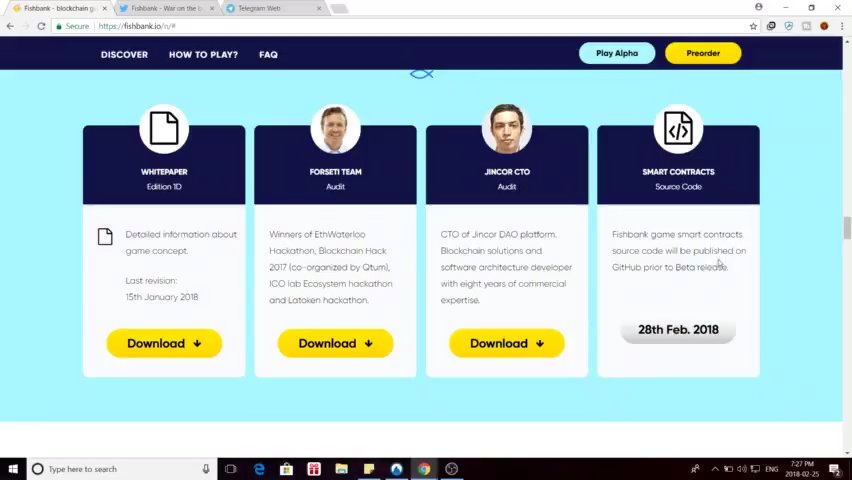 Fishbank - blockchain g
Fishbank - War on the b
Telegram Web
Secure
https://fishbank.io/n/#
DISCOVER
HOW TO PLAY?
FAQ
Play Alpha
Preorder
WHITEPAPER
Edition 1D
Detailed information about
game concept.
Last revision:
15th January 2018
Download
FORSETI TEAM
Audit
Winners of EthWaterloo
Hackathon, Blockchain Hack
2017 (co-organized by Qtum),
ICO lab Ecosystem hackathon
and Latoken hackathon.
Download
JINCOR CTO
Audit
CTO of Jincor DAO platform.
Blockchain solutions and
software architecture developer
with eight years of commercial
expertise.
Download
SMART CONTRACTS
Source Code
Fishbank game smart contracts
source code will be published on
GitHub prior to Beta release.
28th Feb. 2018
Type here to search
ENG
7:27 PM
2018-02-25